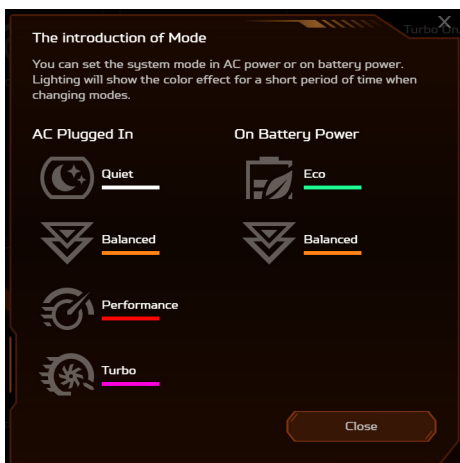 Turbo On
The introduction of Mode
You can set the system mode in AC power or on battery power.
Lighting will show the color effect for a short period of time when
changing modes.
AC Plugged In
On Battery Power
Quiet
Eco
Balanced
Balanced
Performance
Turbo
Close